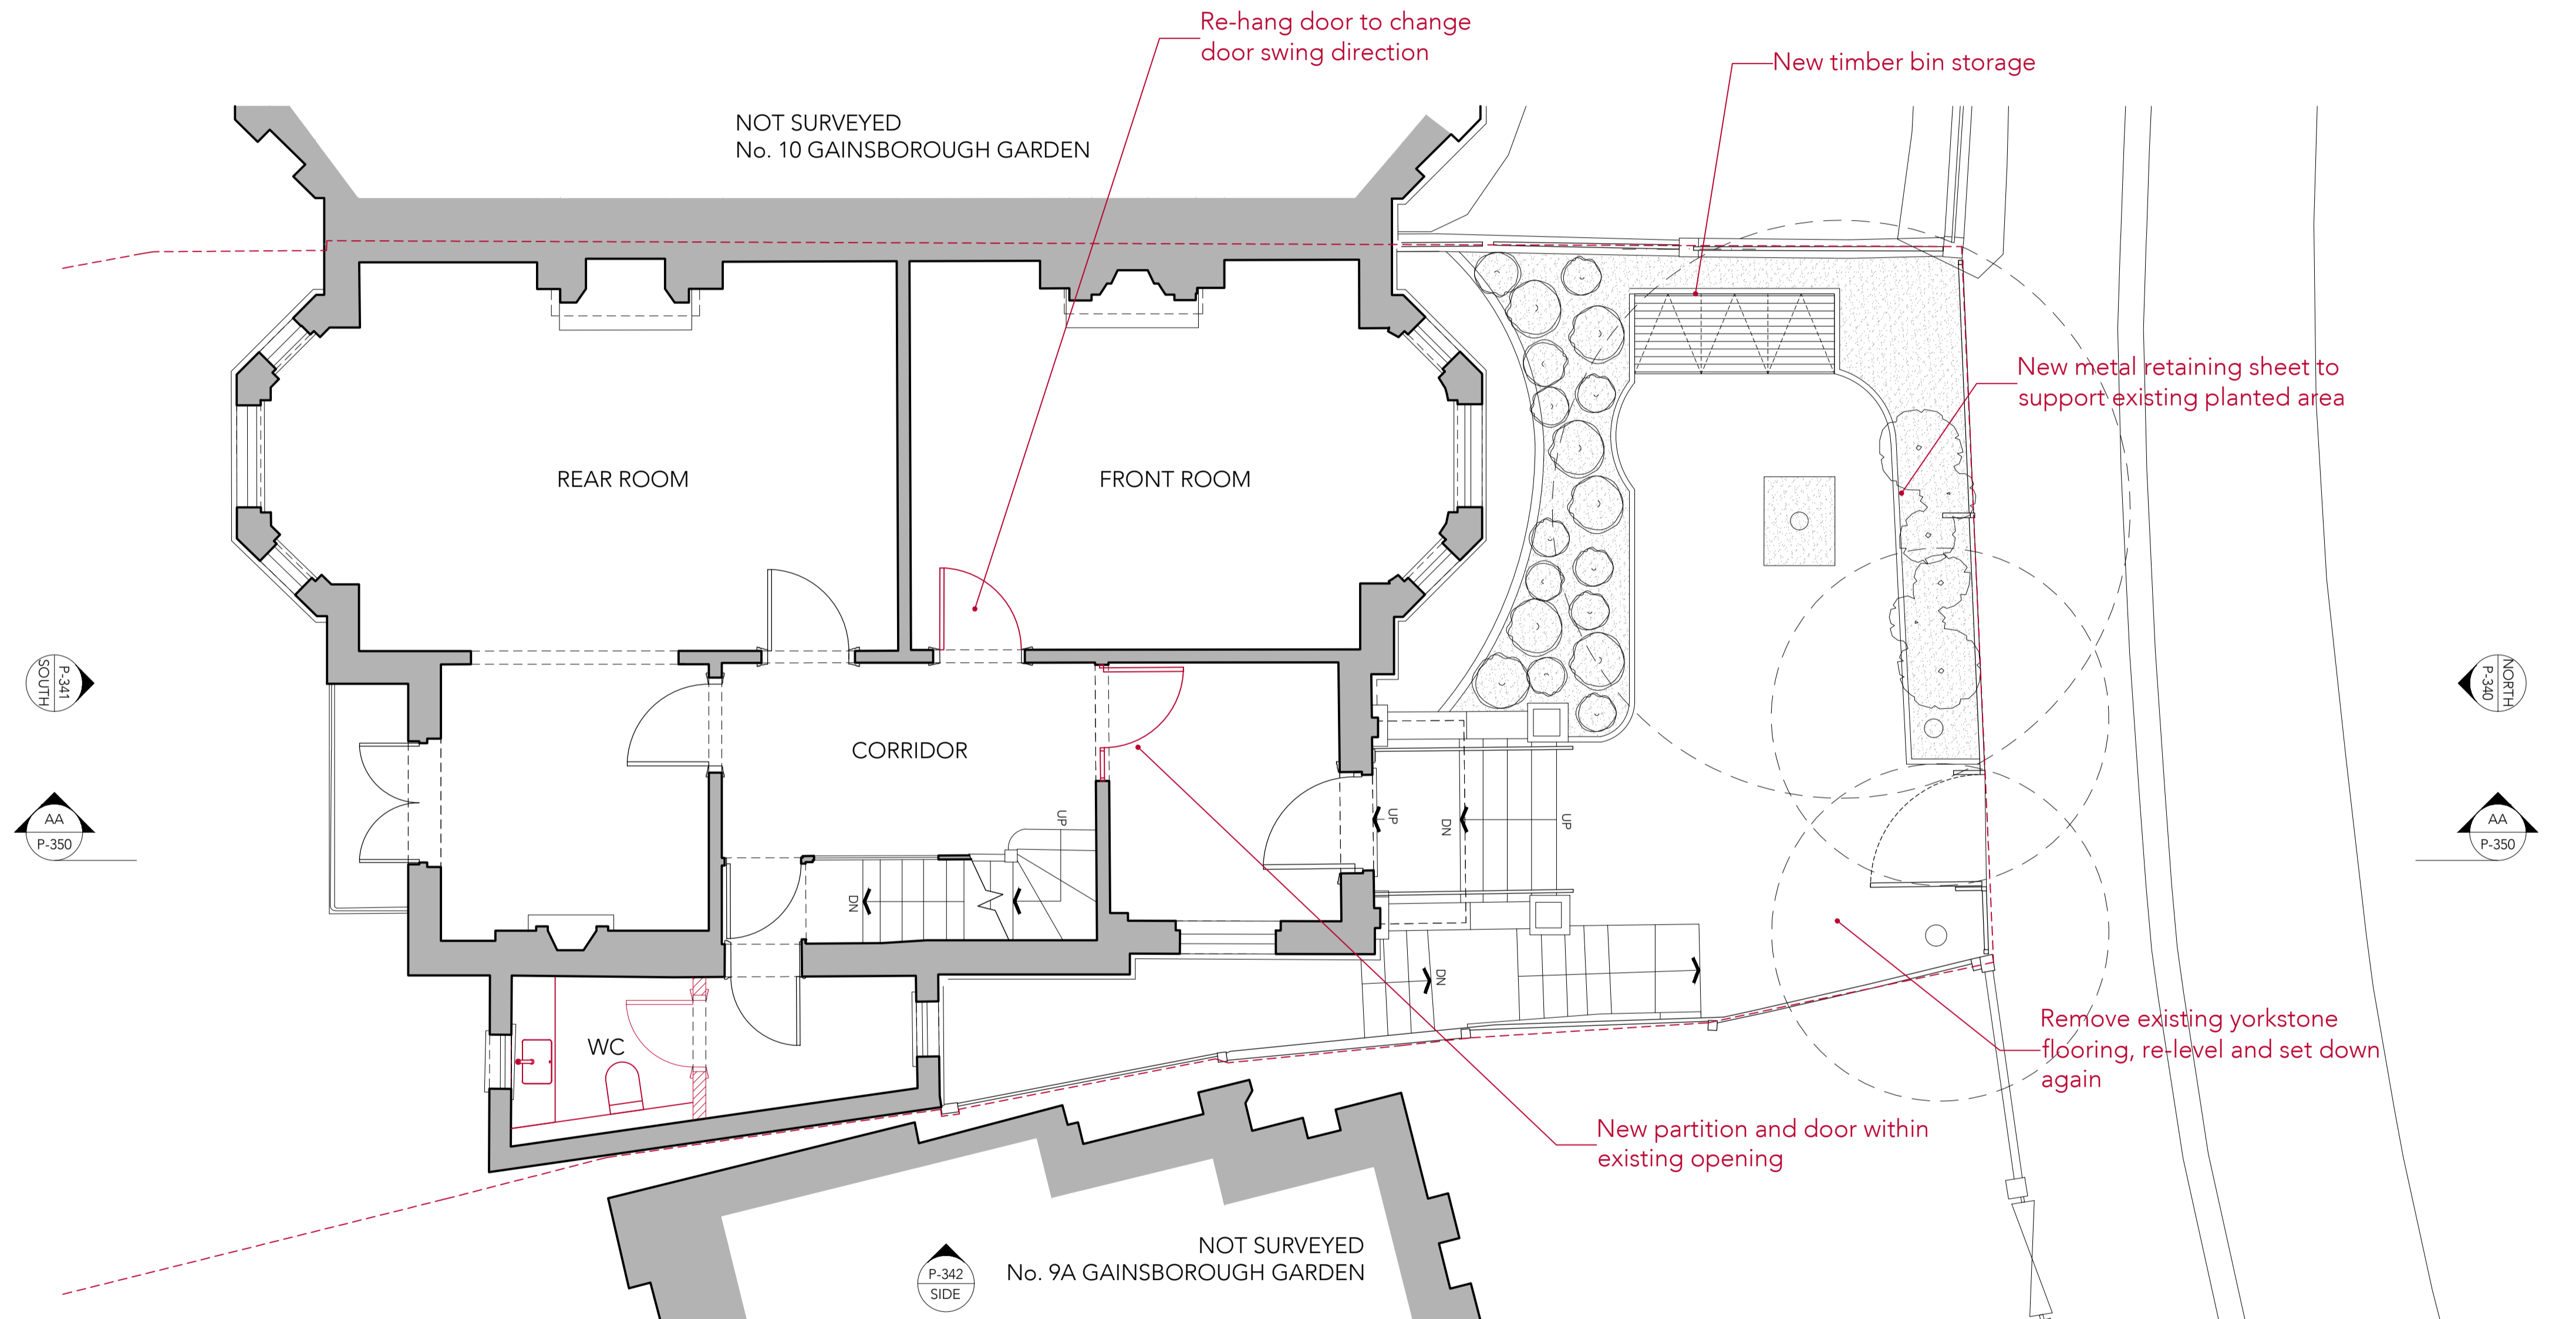 Re-hang door to change
door swing direction
New timber bin storage
NOT SURVEYED
No. 10 GAINSBOROUGH GARDEN
New metal retaining sheet to
support existing planted area
REAR ROOM
FRONT ROOM
P-341
SOUTH
NORTH
P-340
CORRIDOR
AA
P-350
UP
UP
DN
UP
AA
P-350
DN
DN
WC
Remove existing yorkstone
flooring, re-level and set down
again
New partition and door within
existing opening
NOT SURVEYED
No. 9A GAINSBOROUGH GARDEN
P-342
SIDE